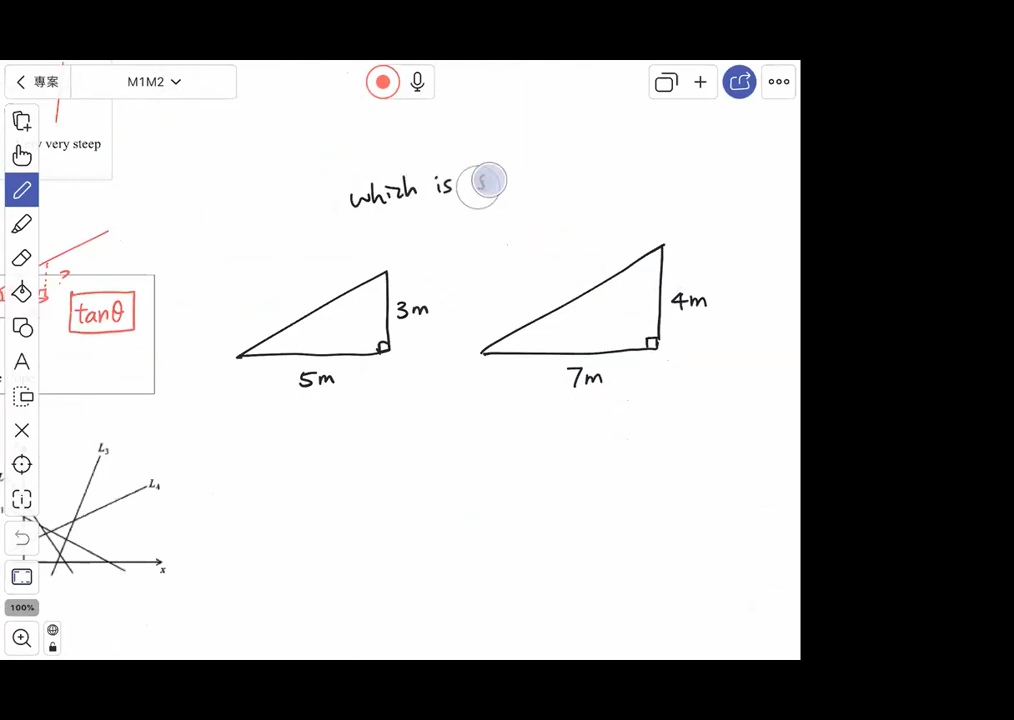 專案
M1M2
very steep
which is s
?
tanθ
3m
4m
5m
7m
L3
L4
x
A
100%